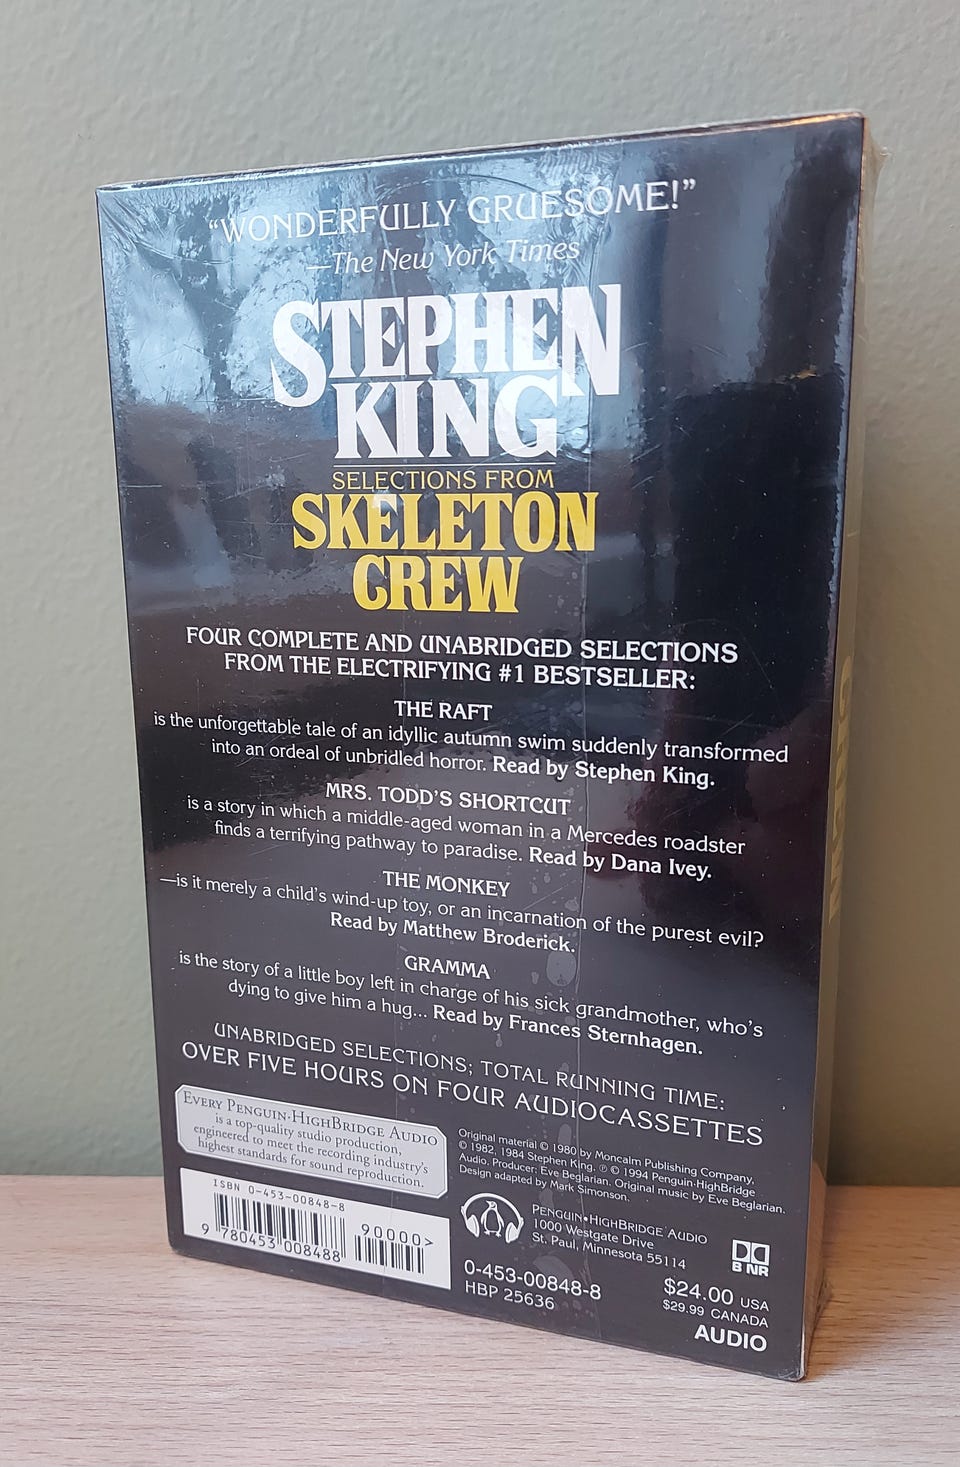 “WONDERFULLY GRUESOME!”
—The New York Times
STEPHEN
KING
SELECTIONS FROM
SKELETON
CREW
FOUR COMPLETE AND UNABRIDGED SELECTIONS
FROM THE ELECTRIFYING #1 BESTSELLER:
THE RAFT
is the unforgettable tale of an idyllic autumn swim suddenly transformed
into an ordeal of unbridled horror. Read by Stephen King.
MRS. TODD’S SHORTCUT
is a story in which a middle-aged woman in a Mercedes roadster
finds a terrifying pathway to paradise. Read by Dana Ivey.
THE MONKEY
—is it merely a child’s wind-up toy, or an incarnation of the purest evil?
Read by Matthew Broderick.
GRAMMA
is the story of a little boy left in charge of his sick grandmother, who’s
dying to give him a hug... Read by Frances Sternhagen.
UNABRIDGED SELECTIONS; TOTAL RUNNING TIME:
OVER FIVE HOURS ON FOUR AUDIOCASSETTES
EVERY PENGUIN·HIGHBRIDGE AUDIO
is a top-quality studio production,
engineered to meet the recording industry’s
highest standards for sound reproduction.
Original material © 1980 by Moncalm Publishing Company,
© 1982, 1984 Stephen King. ℗ © 1994 Penguin-HighBridge
Audio. Producer: Eve Beglarian. Original music by Eve Beglarian.
Design adapted by Mark Simonson.
ISBN 0-453-00848-8
90000>
9 780453 008488
PENGUIN•HIGHBRIDGE AUDIO
1000 Westgate Drive
St. Paul, Minnesota 55114
B NR
0-453-00848-8
HBP 25636
$24.00 USA
$29.99 CANADA
AUDIO